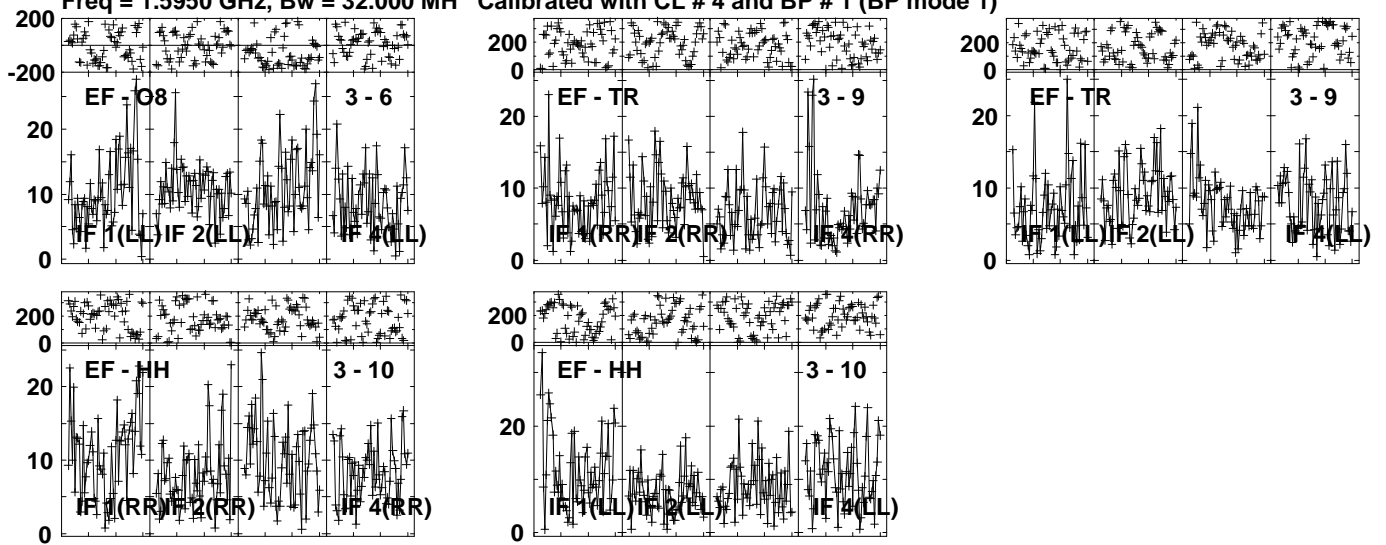 Freq = 1.5950 GHz, Bw = 32.000 MH Calibrated with CL # 4 and BP # 1 (BP mode 1)
200
-200
EF - O8 3 - 6
20
10
IF 1(LL) IF 2(LL) IF 4(LL)
0
200
0
EF - TR 3 - 9
20
10
IF 1(RR) IF 2(RR) IF 4(RR)
0
200
0
EF - TR 3 - 9
20
10
IF 1(LL) IF 2(LL) IF 4(LL)
0
200
0
EF - HH 3 - 10
20
10
IF 1(RR) IF 2(RR) IF 4(RR)
0
200
0
EF - HH 3 - 10
20
IF 1(LL) IF 2(LL) IF 4(LL)
0